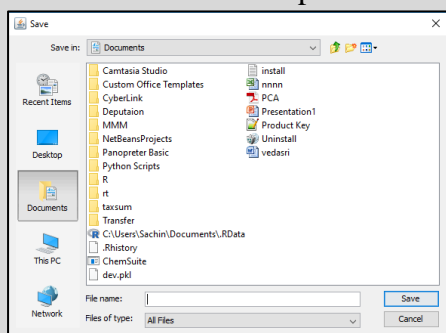 Save
Save in: Documents
Recent Items
Desktop
Documents
This PC
Network
Camtasia Studio
Custom Office Templates
CyberLink
Deputaion
MMM
NetBeansProjects
Panopreter Basic
Python Scripts
R
rt
taxsum
Transfer
C:\Users\Sachin\Documents\.RData
.Rhistory
ChemSuite
dev.pkl
install
nnnn
PCA
Presentation1
Product Key
Uninstall
vedasri
File name: Save
Files of type: All Files Cancel